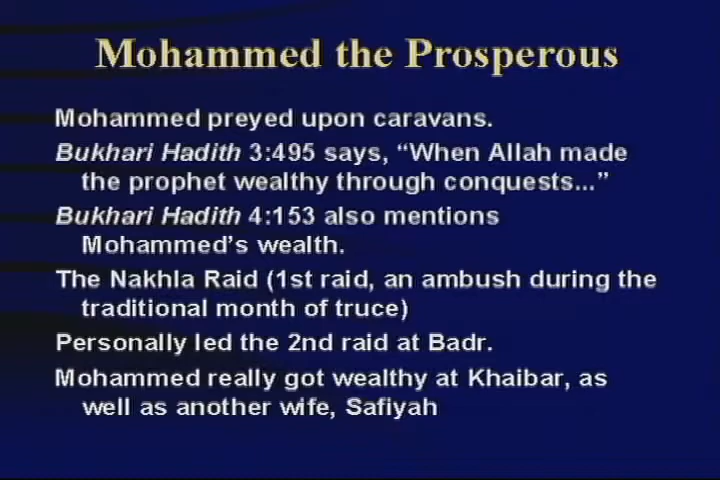 Mohammed the Prosperous
Mohammed preyed upon caravans.
Bukhari Hadith 3:495 says, “When Allah made
the prophet wealthy through conquests...”
Bukhari Hadith 4:153 also mentions
Mohammed’s wealth.
The Nakhla Raid (1st raid, an ambush during the
traditional month of truce)
Personally led the 2nd raid at Badr.
Mohammed really got wealthy at Khaibar, as
well as another wife, Safiyah